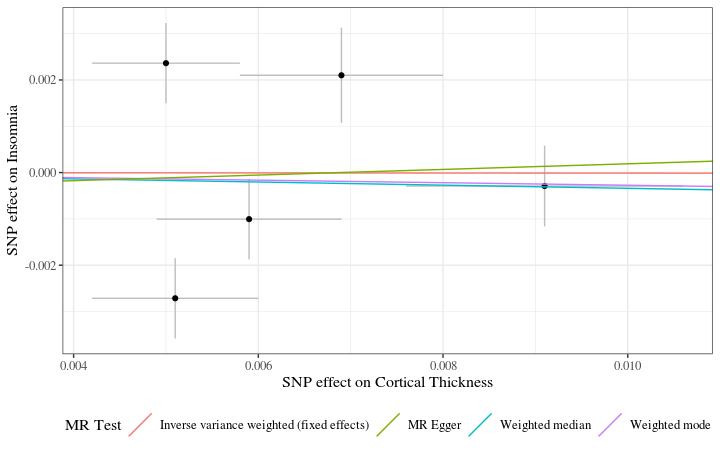 SNP effect on Insomnia
0.002
0.000
-0.002
0.004 0.006 0.008 0.010
SNP effect on Cortical Thickness
MR Test Inverse variance weighted (fixed effects) MR Egger Weighted median Weighted mode